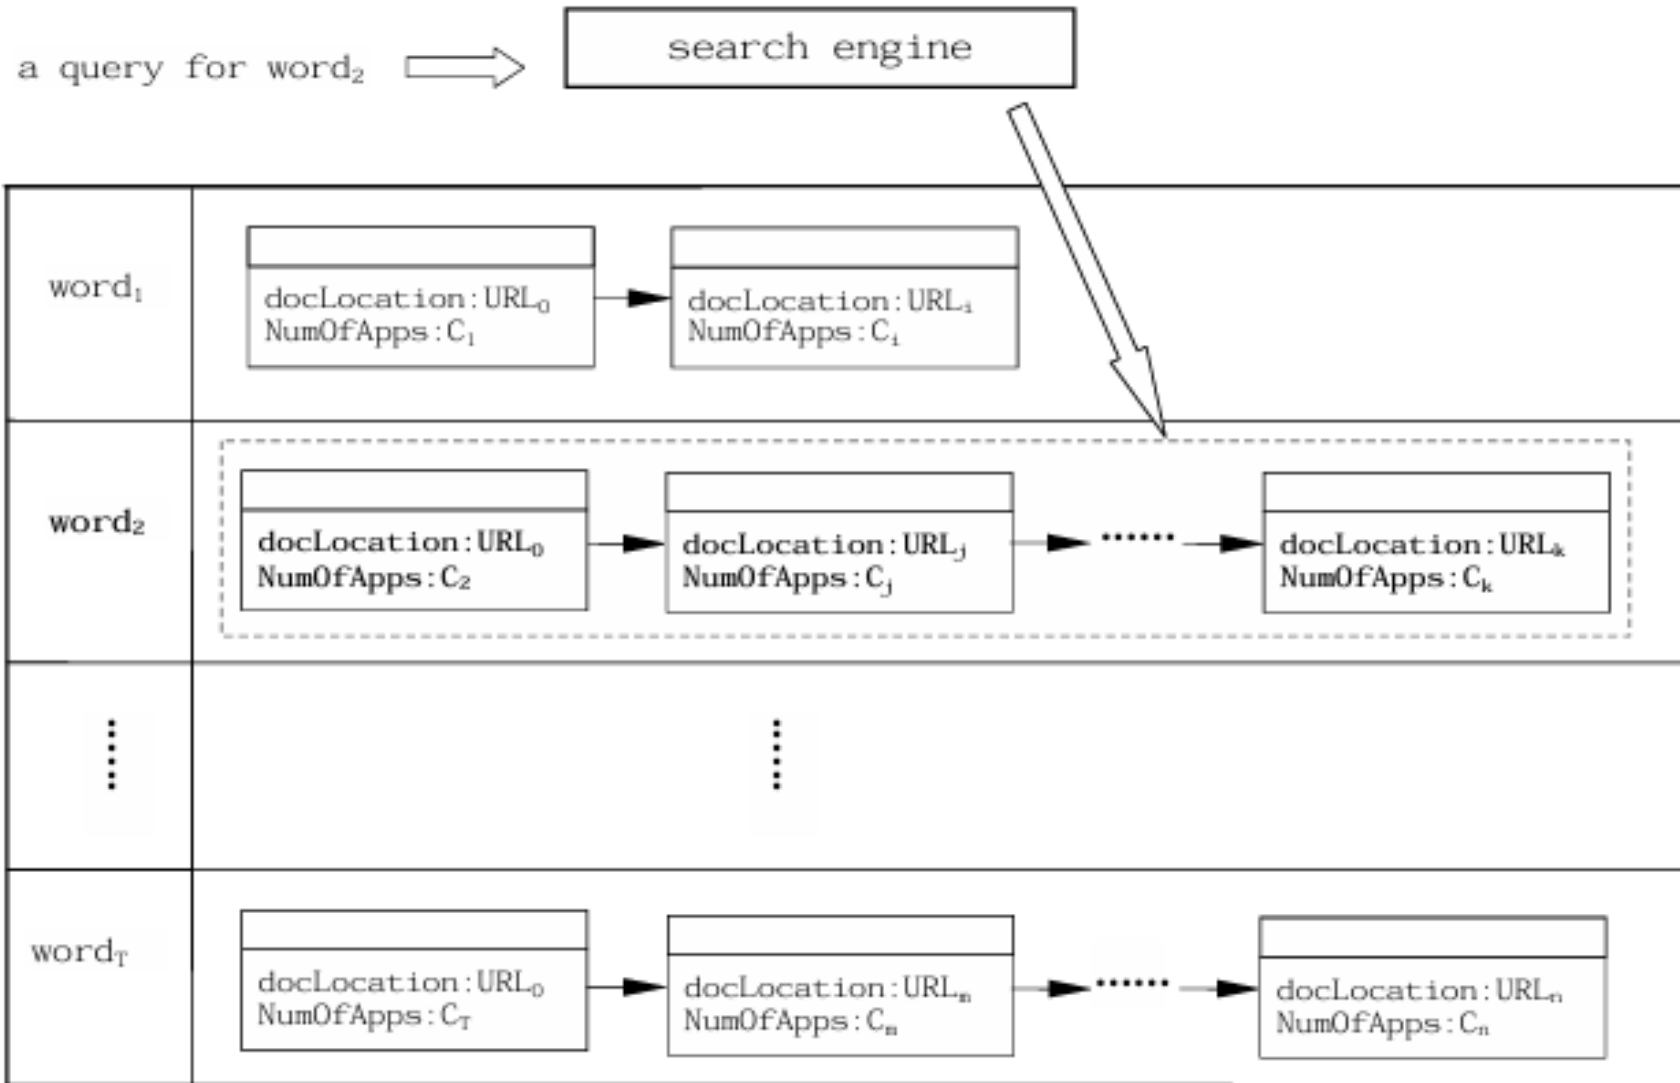 a query for word₂
search engine
word₁
docLocation:URL₀
NumOfApps:C₁
docLocation:URLᵢ
NumOfApps:Cᵢ
word₂
docLocation:URL₀
NumOfApps:C₂
docLocation:URLⱼ
NumOfApps:Cⱼ
······
docLocation:URLₖ
NumOfApps:Cₖ
word_T
docLocation:URL₀
NumOfApps:C_T
docLocation:URLₘ
NumOfApps:Cₘ
······
docLocation:URLₙ
NumOfApps:Cₙ